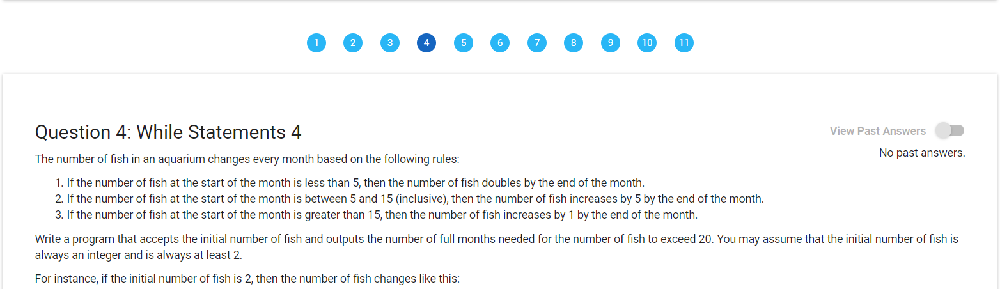 1 2 3 4 5 6 7 8 9 10 11
Question 4: While Statements 4
View Past Answers
No past answers.
The number of fish in an aquarium changes every month based on the following rules:
1. If the number of fish at the start of the month is less than 5, then the number of fish doubles by the end of the month.
2. If the number of fish at the start of the month is between 5 and 15 (inclusive), then the number of fish increases by 5 by the end of the month.
3. If the number of fish at the start of the month is greater than 15, then the number of fish increases by 1 by the end of the month.
Write a program that accepts the initial number of fish and outputs the number of full months needed for the number of fish to exceed 20. You may assume that the initial number of fish is
always an integer and is always at least 2.
For instance, if the initial number of fish is 2, then the number of fish changes like this: